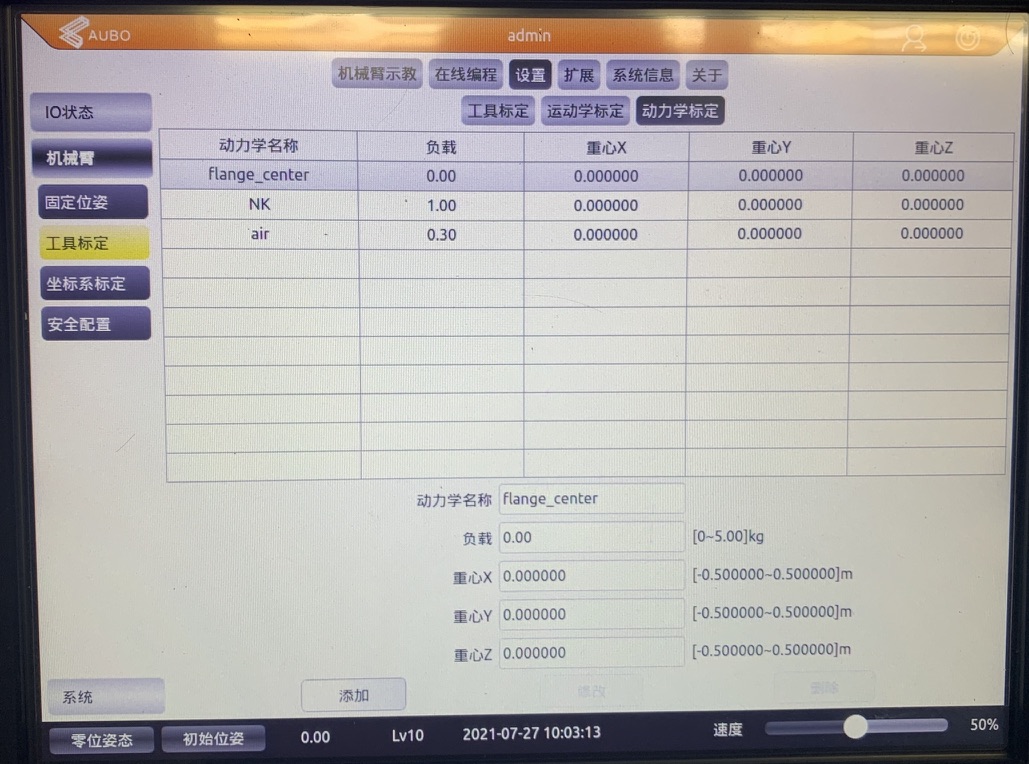 AUBO admin
机械臂示教 在线编程 设置 扩展 系统信息 关于
工具标定 运动学标定 动力学标定
IO状态
机械臂
固定位姿
工具标定
坐标系标定
安全配置
动力学名称 负载 重心X 重心Y 重心Z
flange_center 0.00 0.000000 0.000000 0.000000
NK 1.00 0.000000 0.000000 0.000000
air 0.30 0.000000 0.000000 0.000000
动力学名称 flange_center
负载 0.00 [0~5.00]kg
重心X 0.000000 [-0.500000~0.500000]m
重心Y 0.000000 [-0.500000~0.500000]m
重心Z 0.000000 [-0.500000~0.500000]m
系统 添加 修改 删除
零位姿态 初始位姿 0.00 Lv10 2021-07-27 10:03:13 速度 50%